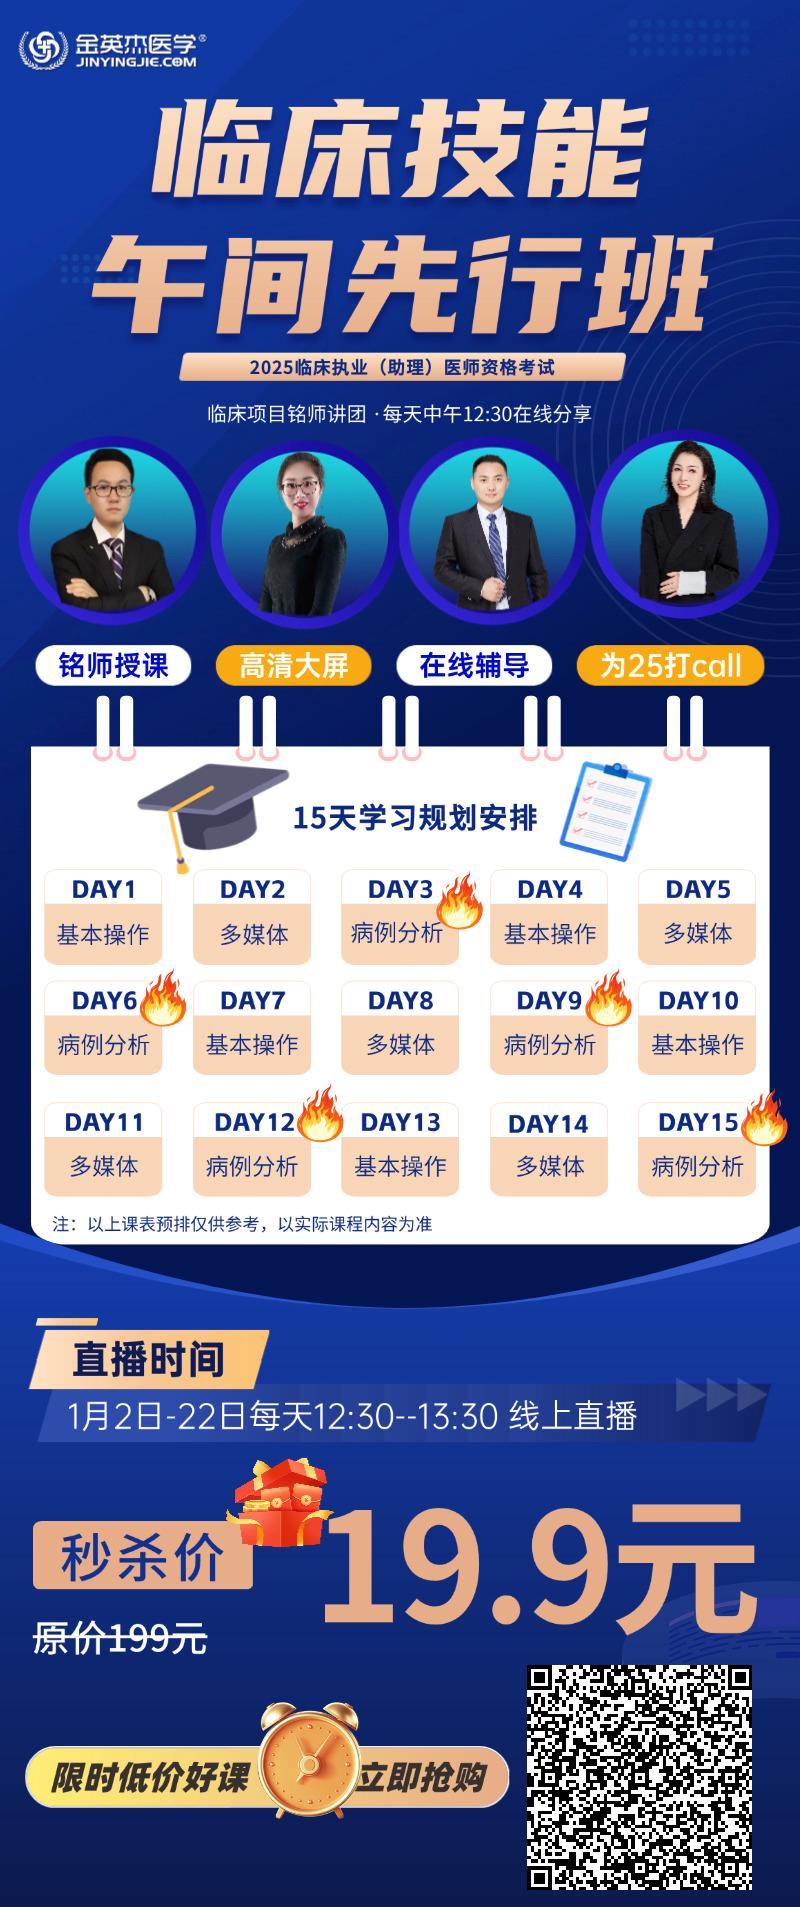 金英杰医学®
JINYINGJIE.COM
临床技能
午间先行班
2025临床执业（助理）医师资格考试
临床项目铭师讲团 ·每天中午12:30在线分享
铭师授课 高清大屏 在线辅导 为25打call
15天学习规划安排
DAY1 DAY2 DAY3 DAY4 DAY5
基本操作 多媒体 病例分析 基本操作 多媒体
DAY6 DAY7 DAY8 DAY9 DAY10
病例分析 基本操作 多媒体 病例分析 基本操作
DAY11 DAY12 DAY13 DAY14 DAY15
多媒体 病例分析 基本操作 多媒体 病例分析
注：以上课表预排仅供参考，以实际课程内容为准
直播时间
1月2日-22日每天12:30--13:30 线上直播
秒杀价 19.9元
原价199元
限时低价好课 立即抢购